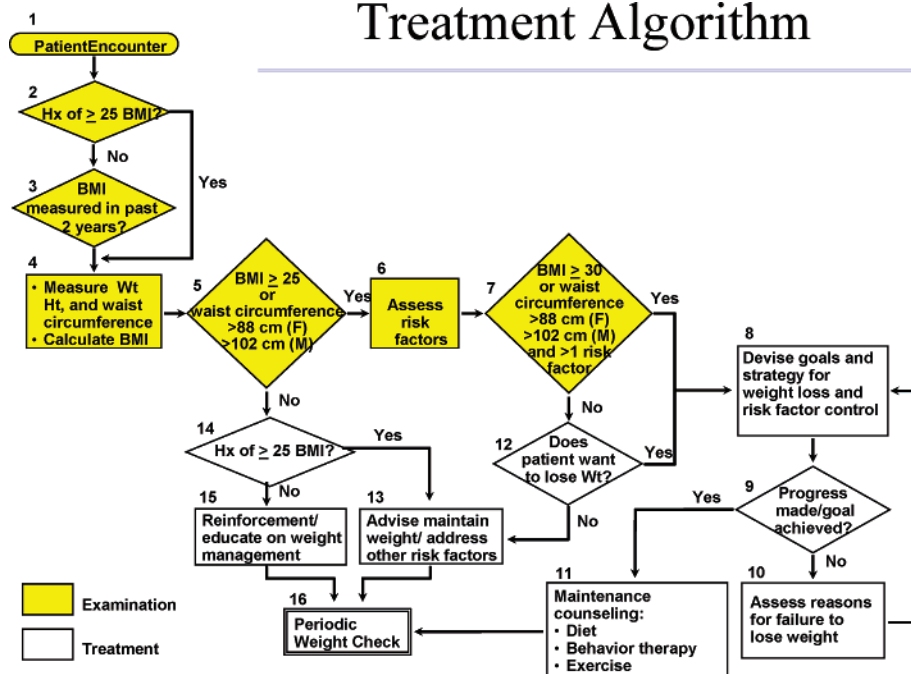 Treatment Algorithm
1
PatientEncounter
2
Hx of ≥ 25 BMI?
No
Yes
3
BMI
measured in past
2 years?
4
• Measure Wt
Ht, and waist
circumference
• Calculate BMI
5
BMI ≥ 25
or
waist circumference
>88 cm (F)
>102 cm (M)
Yes
No
6
Assess
risk
factors
7
BMI ≥ 30
or waist
circumference
>88 cm (F)
>102 cm (M)
and >1 risk
factor
Yes
No
8
Devise goals and
strategy for
weight loss and
risk factor control
9
Progress
made/goal
achieved?
Yes
No
10
Assess reasons
for failure to
lose weight
11
Maintenance
counseling:
• Diet
• Behavior therapy
• Exercise
12
Does
patient want
to lose Wt?
Yes
No
14
Hx of ≥ 25 BMI?
Yes
No
15
Reinforcement/
educate on weight
management
13
Advise maintain
weight/ address
other risk factors
16
Periodic
Weight Check
Examination
Treatment